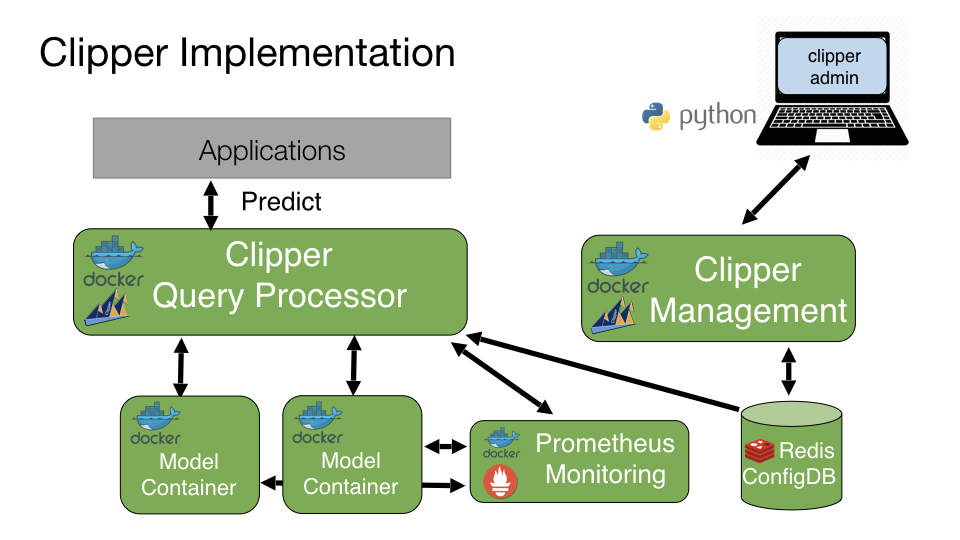 Clipper Implementation
clipper
admin
python
Applications
Predict
docker
Clipper
Query Processor
docker
Clipper
Management
docker
Model
Container
docker
Model
Container
docker
Prometheus
Monitoring
Redis
ConfigDB